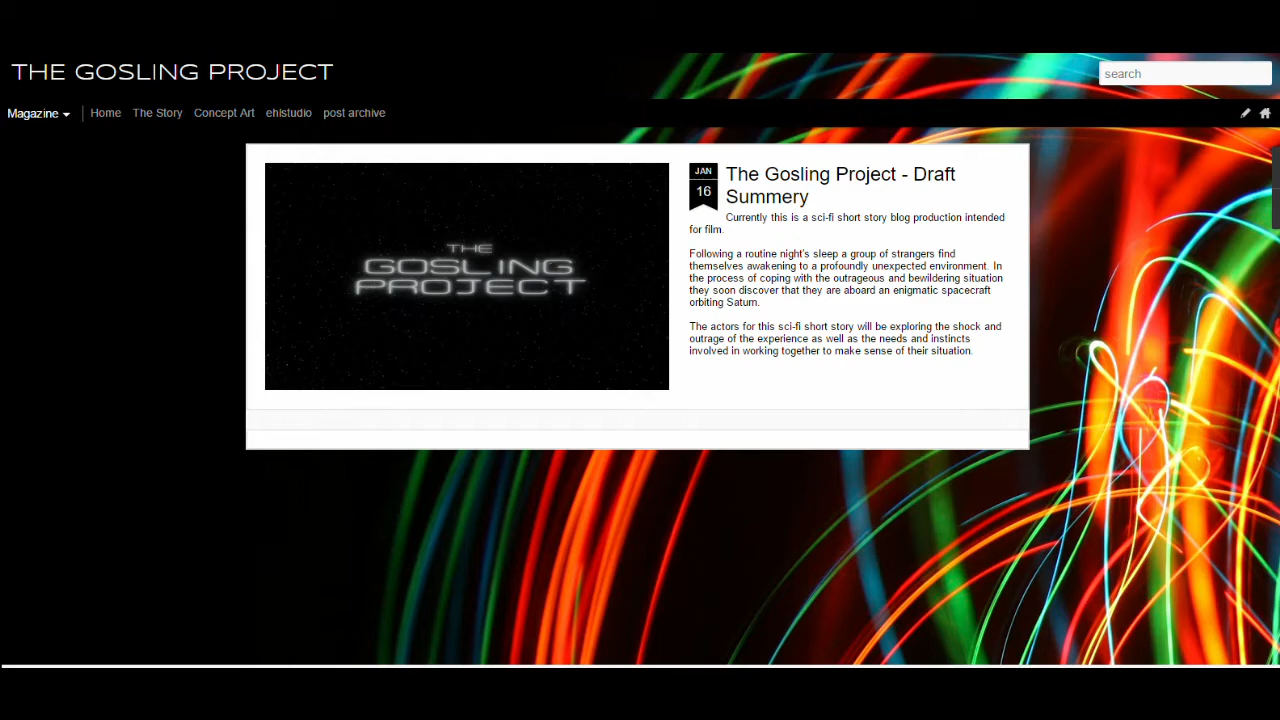 THE GOSLING PROJECT
search
Magazine
Home
The Story
Concept Art
ehlstudio
post archive
THE
GOSLING
PROJECT
JAN
16
The Gosling Project - Draft
Summery
Currently this is a sci-fi short story blog production intended
for film.
Following a routine night's sleep a group of strangers find
themselves awakening to a profoundly unexpected environment. In
the process of coping with the outrageous and bewildering situation
they soon discover that they are aboard an enigmatic spacecraft
orbiting Saturn.
The actors for this sci-fi short story will be exploring the shock and
outrage of the experience as well as the needs and instincts
involved in working together to make sense of their situation.